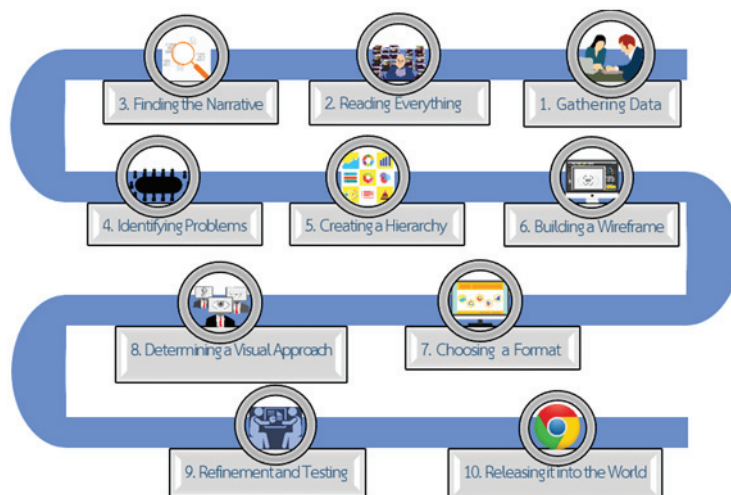 1. Gathering Data
2. Reading Everything
3. Finding the Narrative
4. Identifying Problems
5. Creating a Hierarchy
6. Building a Wireframe
7. Choosing a Format
8. Determining a Visual Approach
9. Refinement and Testing
10. Releasing it into the World